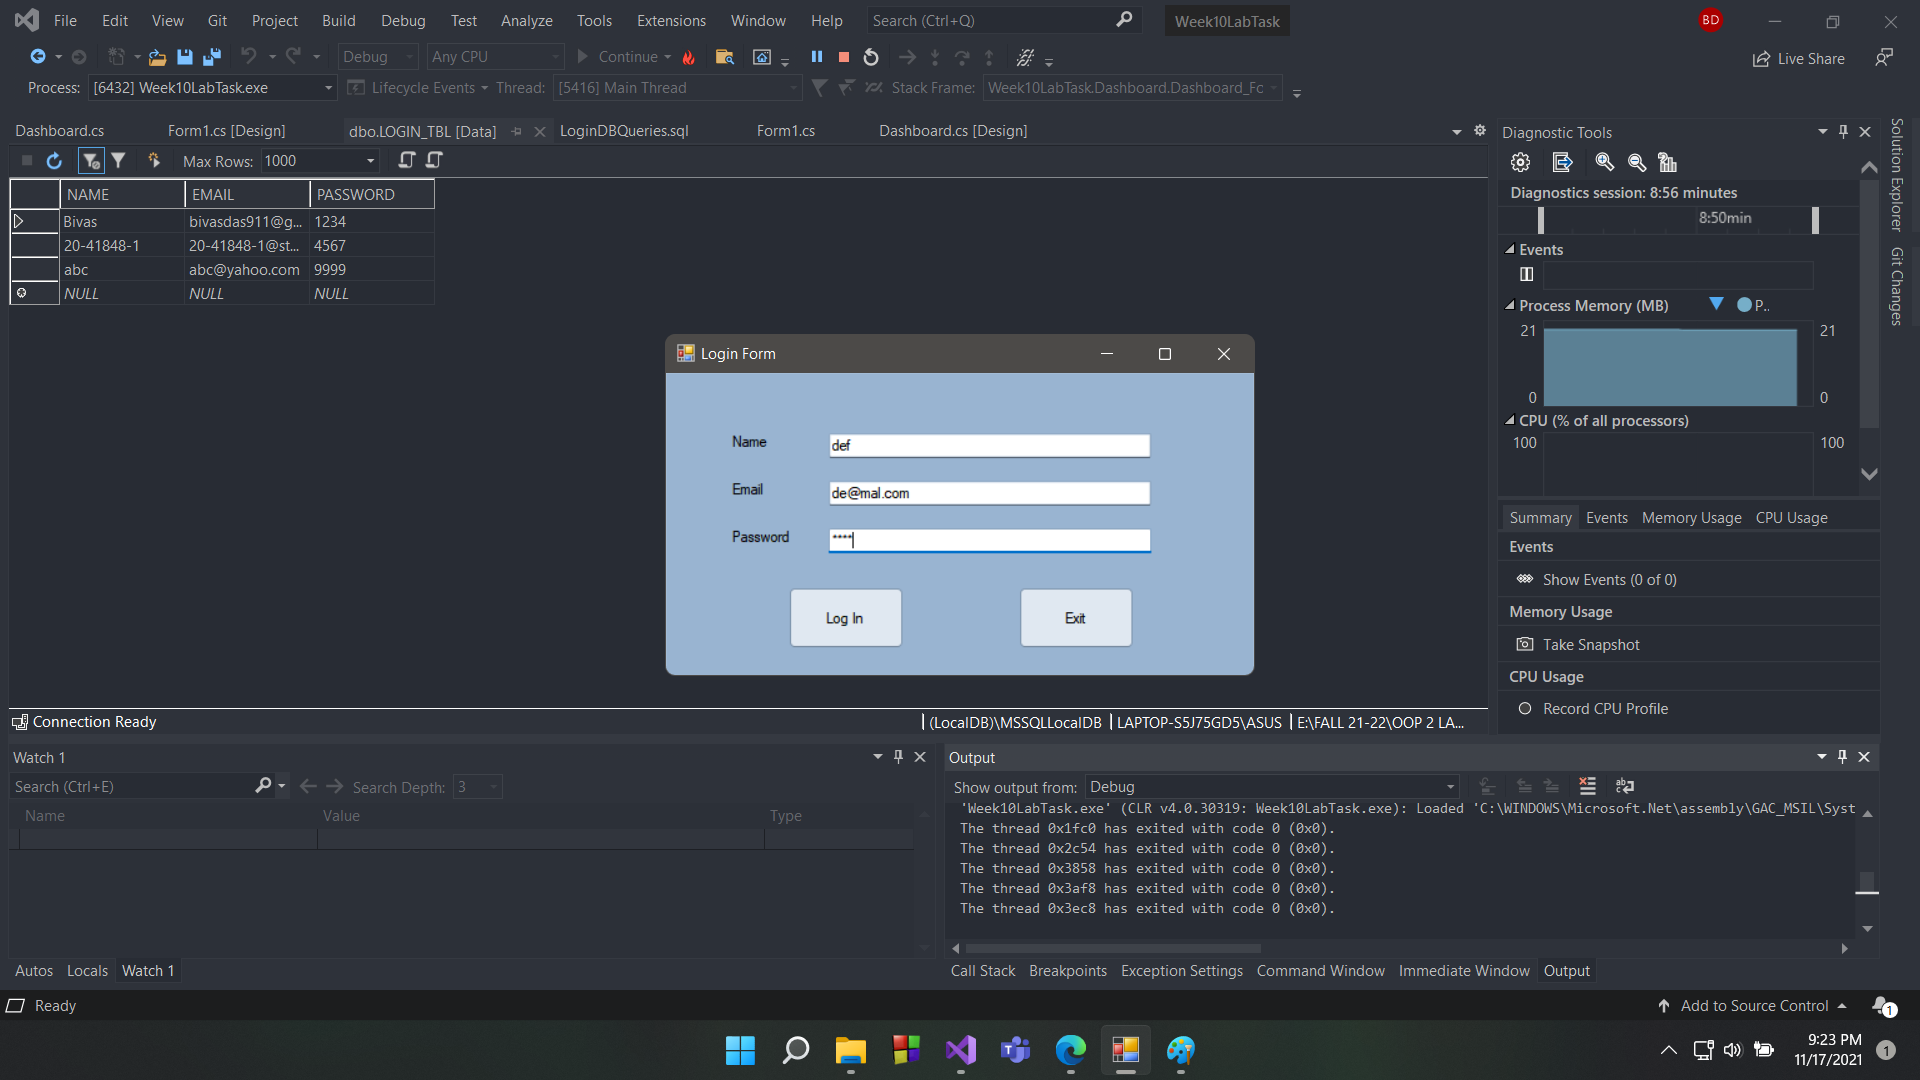 File Edit View Git Project Build Debug Test Analyze Tools Extensions Window Help Search (Ctrl+Q) Week10LabTask BD
Debug Any CPU Continue Live Share
Process: [6432] Week10LabTask.exe Lifecycle Events Thread: [5416] Main Thread Stack Frame: Week10LabTask.Dashboard.Dashboard_Fc
Dashboard.cs Form1.cs [Design] dbo.LOGIN_TBL [Data] LoginDBQueries.sql Form1.cs Dashboard.cs [Design]
Max Rows: 1000
NAME EMAIL PASSWORD
Bivas bivasdas911@g... 1234
20-41848-1 20-41848-1@st... 4567
abc abc@yahoo.com 9999
NULL NULL NULL
Login Form
Name def
Email de@mal.com
Password ****
Log In Exit
Connection Ready (LocalDB)\MSSQLLocalDB LAPTOP-S5J75GD5\ASUS E:\FALL 21-22\OOP 2 LA...
Diagnostic Tools
Diagnostics session: 8:56 minutes
8:50min
Events
Process Memory (MB) P..
21 21
0 0
CPU (% of all processors)
100 100
Summary Events Memory Usage CPU Usage
Events
Show Events (0 of 0)
Memory Usage
Take Snapshot
CPU Usage
Record CPU Profile
Solution Explorer
Git Changes
Watch 1
Search (Ctrl+E) Search Depth: 3
Name Value Type
Autos Locals Watch 1
Output
Show output from: Debug
'Week10LabTask.exe' (CLR v4.0.30319: Week10LabTask.exe): Loaded 'C:\WINDOWS\Microsoft.Net\assembly\GAC_MSIL\Syst
The thread 0x1fc0 has exited with code 0 (0x0).
The thread 0x2c54 has exited with code 0 (0x0).
The thread 0x3858 has exited with code 0 (0x0).
The thread 0x3af8 has exited with code 0 (0x0).
The thread 0x3ec8 has exited with code 0 (0x0).
Call Stack Breakpoints Exception Settings Command Window Immediate Window Output
Ready Add to Source Control 1
9:23 PM
11/17/2021 1